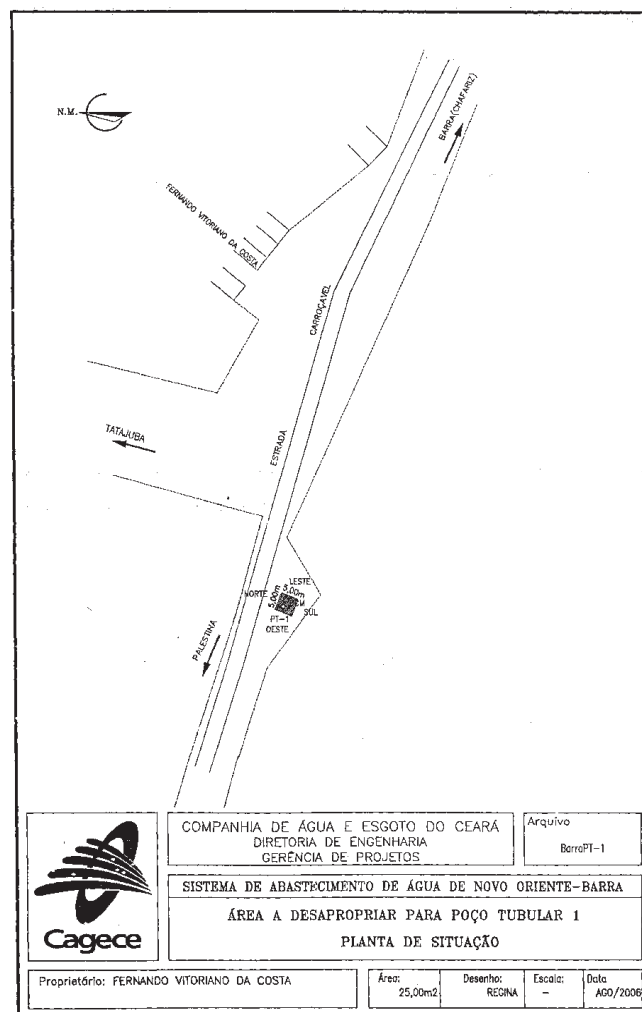 N.M.
BARRA(CHAFARIZ)
FERNANDO VITORIANO DA COSTA
CARROÇAVEL
TATAJUBA
ESTRADA
LESTE
5,00m
5,00m
NORTE
SUL
PT-1
OESTE
PALESTINA
Cagece
COMPANHIA DE ÁGUA E ESGOTO DO CEARÁ
DIRETORIA DE ENGENHARIA
GERÊNCIA DE PROJETOS
Arquivo
BarraPT-1
SISTEMA DE ABASTECIMENTO DE ÁGUA DE NOVO ORIENTE-BARRA
ÁREA A DESAPROPRIAR PARA POÇO TUBULAR 1
PLANTA DE SITUAÇÃO
Proprietário: FERNANDO VITORIANO DA COSTA
Área:
25,00m2
Desenho:
REGINA
Escala:
–
Data
AGO/2006